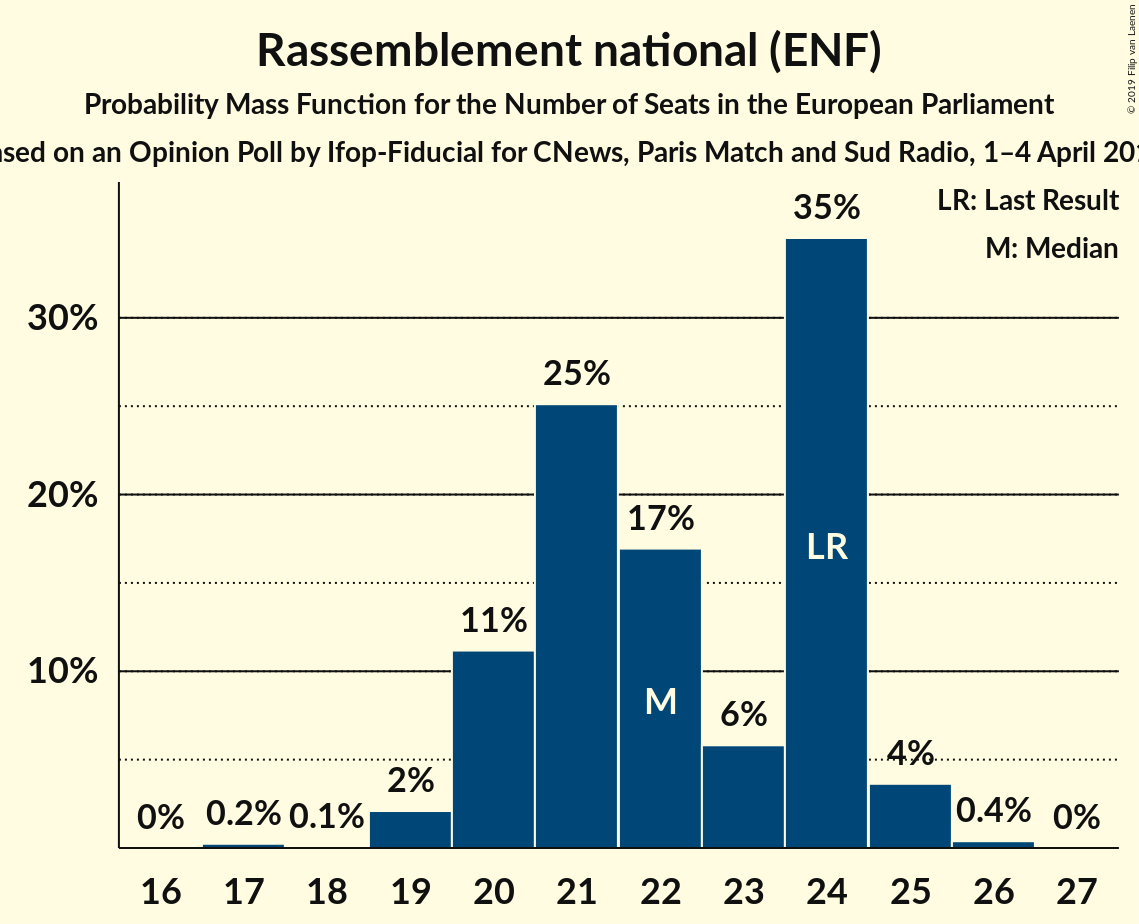 © 2019 Filip van Laenen
Rassemblement national (ENF)
Probability Mass Function for the Number of Seats in the European Parliament
on an Opinion Poll by Ifop-Fiducial for CNews, Paris Match and Sud Radio, 1–4 April
LR: Last Result
M: Median
30%
20%
10%
0%
0.2%
0.1%
2%
11%
25%
17%
6%
35%
4%
0.4%
0%
M
LR
16 17 18 19 20 21 22 23 24 25 26 27